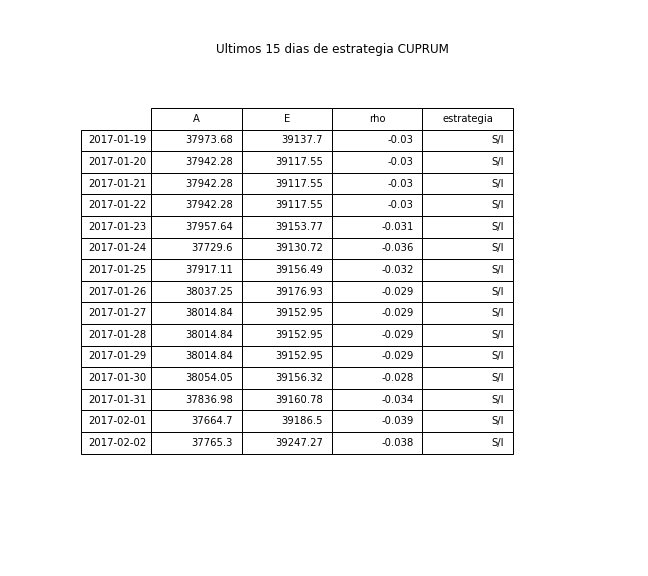 Ultimos 15 dias de estrategia CUPRUM
A E rho estrategia
2017-01-19 37973.68 39137.7 -0.03 S/I
2017-01-20 37942.28 39117.55 -0.03 S/I
2017-01-21 37942.28 39117.55 -0.03 S/I
2017-01-22 37942.28 39117.55 -0.03 S/I
2017-01-23 37957.64 39153.77 -0.031 S/I
2017-01-24 37729.6 39130.72 -0.036 S/I
2017-01-25 37917.11 39156.49 -0.032 S/I
2017-01-26 38037.25 39176.93 -0.029 S/I
2017-01-27 38014.84 39152.95 -0.029 S/I
2017-01-28 38014.84 39152.95 -0.029 S/I
2017-01-29 38014.84 39152.95 -0.029 S/I
2017-01-30 38054.05 39156.32 -0.028 S/I
2017-01-31 37836.98 39160.78 -0.034 S/I
2017-02-01 37664.7 39186.5 -0.039 S/I
2017-02-02 37765.3 39247.27 -0.038 S/I